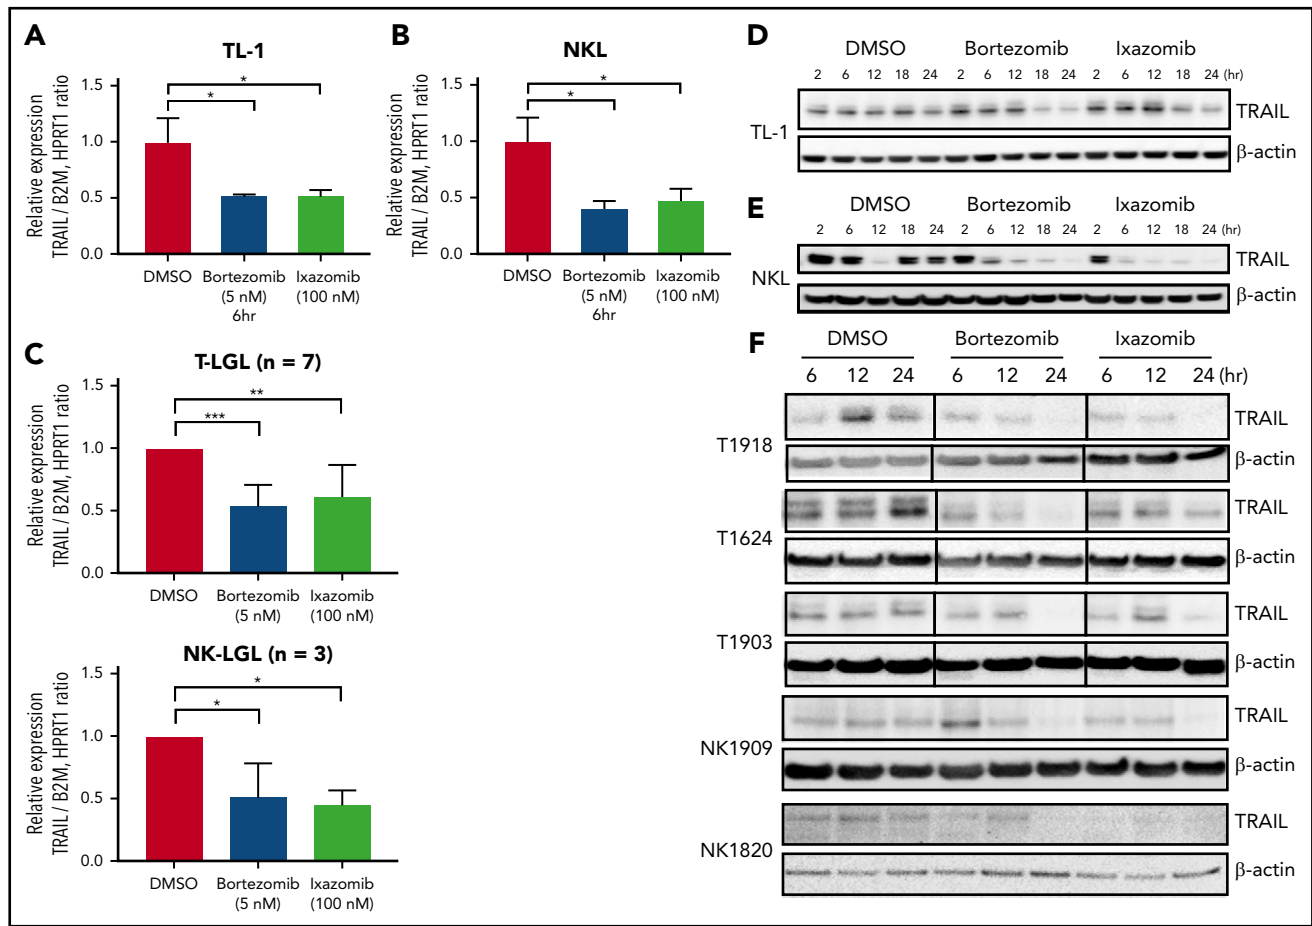 A
TL-1
Relative expression
TRAIL / B2M, HPRT1 ratio
1.5
1.0
0.5
0.0
*
*
DMSO Bortezomib Ixazomib
(5 nM) (100 nM)
6hr
B
NKL
Relative expression
TRAIL / B2M, HPRT1 ratio
1.5
1.0
0.5
0.0
*
*
DMSO Bortezomib Ixazomib
(5 nM) (100 nM)
6hr
C
T-LGL (n = 7)
Relative expression
TRAIL / B2M, HPRT1 ratio
1.5
1.0
0.5
0.0
**
***
DMSO Bortezomib Ixazomib
(5 nM) (100 nM)
NK-LGL (n = 3)
Relative expression
TRAIL / B2M, HPRT1 ratio
1.5
1.0
0.5
0.0
*
*
DMSO Bortezomib Ixazomib
(5 nM) (100 nM)
D
DMSO Bortezomib Ixazomib
2 6 12 18 24 2 6 12 18 24 2 6 12 18 24 (hr)
TRAIL
TL-1
β-actin
E
DMSO Bortezomib Ixazomib
2 6 12 18 24 2 6 12 18 24 2 6 12 18 24 (hr)
TRAIL
NKL
β-actin
F
DMSO Bortezomib Ixazomib
6 12 24 6 12 24 6 12 24 (hr)
TRAIL
T1918
β-actin
TRAIL
T1624
β-actin
TRAIL
T1903
β-actin
TRAIL
NK1909
β-actin
TRAIL
NK1820
β-actin